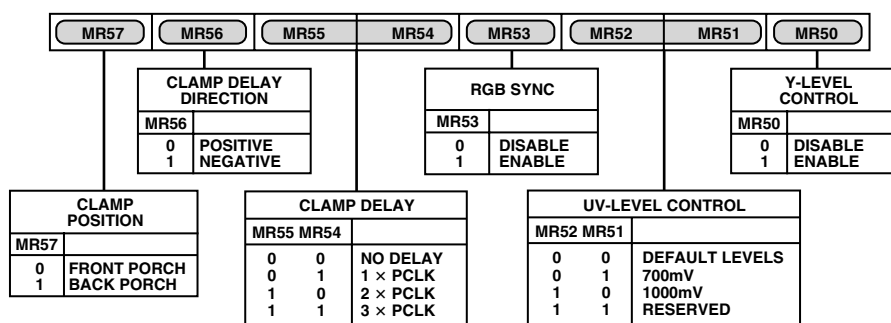 MR57 MR56 MR55 MR54 MR53 MR52 MR51 MR50
CLAMP DELAY
DIRECTION
MR56
0 POSITIVE
1 NEGATIVE
RGB SYNC
MR53
0 DISABLE
1 ENABLE
Y-LEVEL
CONTROL
MR50
0 DISABLE
1 ENABLE
CLAMP
POSITION
MR57
0 FRONT PORCH
1 BACK PORCH
CLAMP DELAY
MR55 MR54
0 0 NO DELAY
0 1 1 × PCLK
1 0 2 × PCLK
1 1 3 × PCLK
UV-LEVEL CONTROL
MR52 MR51
0 0 DEFAULT LEVELS
0 1 700mV
1 0 1000mV
1 1 RESERVED